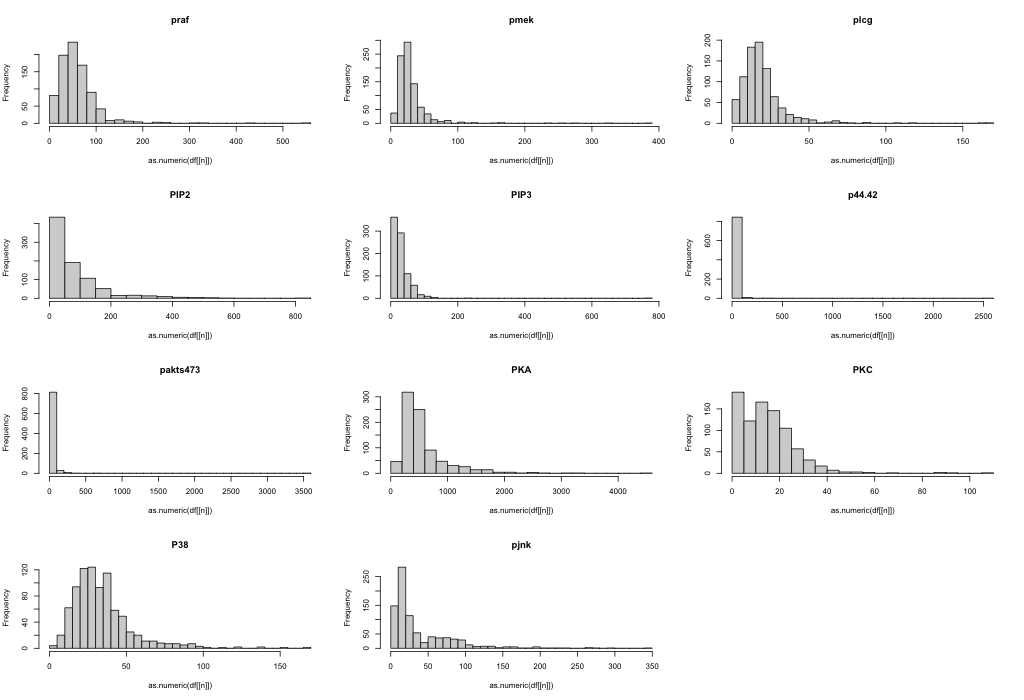 praf
Frequency
0 50 150
0 100 200 300 400 500
as.numeric(df[[n]])
pmek
Frequency
0 50 150 250
0 100 200 300 400
as.numeric(df[[n]])
plcg
Frequency
0 50 100 150 200
0 50 100 150
as.numeric(df[[n]])
PIP2
Frequency
0 100 300
0 200 400 600 800
as.numeric(df[[n]])
PIP3
Frequency
0 100 200 300
0 200 400 600 800
as.numeric(df[[n]])
p44.42
Frequency
0 200 600
0 500 1000 1500 2000 2500
as.numeric(df[[n]])
pakts473
Frequency
0 200 400 600 800
0 500 1000 1500 2000 2500 3000 3500
as.numeric(df[[n]])
PKA
Frequency
0 100 200 300
0 1000 2000 3000 4000
as.numeric(df[[n]])
PKC
Frequency
0 50 100 150
0 20 40 60 80 100
as.numeric(df[[n]])
P38
Frequency
0 40 80 120
0 50 100 150
as.numeric(df[[n]])
pjnk
Frequency
0 50 150 250
0 50 100 150 200 250 300 350
as.numeric(df[[n]])